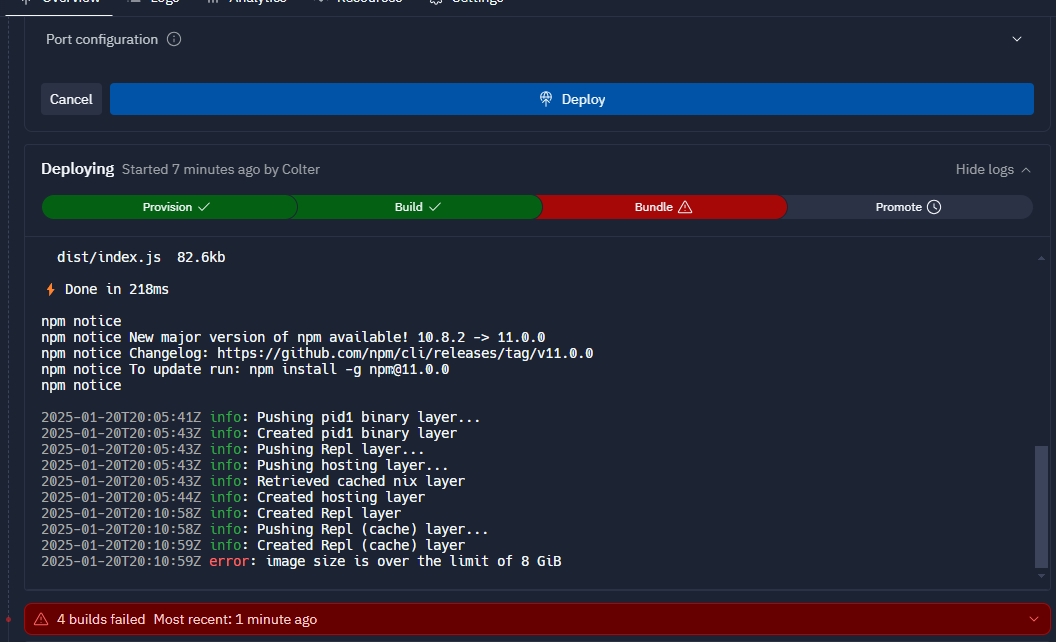 Overview Logs Analytics Resources Settings
Port configuration
Cancel Deploy
Deploying Started 7 minutes ago by Colter Hide logs
Provision Build Bundle Promote
dist/index.js 82.6kb
Done in 218ms
npm notice
npm notice New major version of npm available! 10.8.2 -> 11.0.0
npm notice Changelog: https://github.com/npm/cli/releases/tag/v11.0.0
npm notice To update run: npm install -g npm@11.0.0
npm notice
2025-01-20T20:05:41Z info: Pushing pid1 binary layer...
2025-01-20T20:05:43Z info: Created pid1 binary layer
2025-01-20T20:05:43Z info: Pushing Repl layer...
2025-01-20T20:05:43Z info: Pushing hosting layer...
2025-01-20T20:05:43Z info: Retrieved cached nix layer
2025-01-20T20:05:44Z info: Created hosting layer
2025-01-20T20:10:58Z info: Created Repl layer
2025-01-20T20:10:58Z info: Pushing Repl (cache) layer...
2025-01-20T20:10:59Z info: Created Repl (cache) layer
2025-01-20T20:10:59Z error: image size is over the limit of 8 GiB
4 builds failed Most recent: 1 minute ago